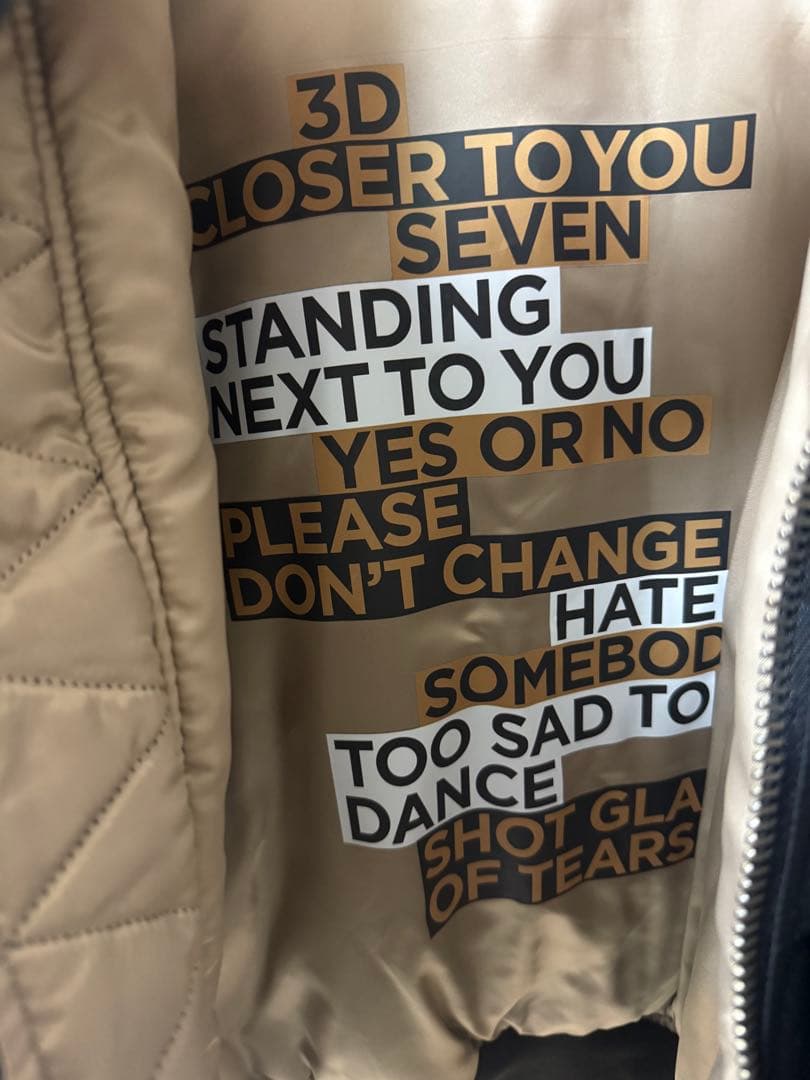 3D
CLOSER TO YOU
SEVEN
STANDING
NEXT TO YOU
YES OR NO
PLEASE
DON'T CHANGE
HATE
SOMEBOD
TOO SAD TO
DANCE
SHOT GLA
OF TEARS